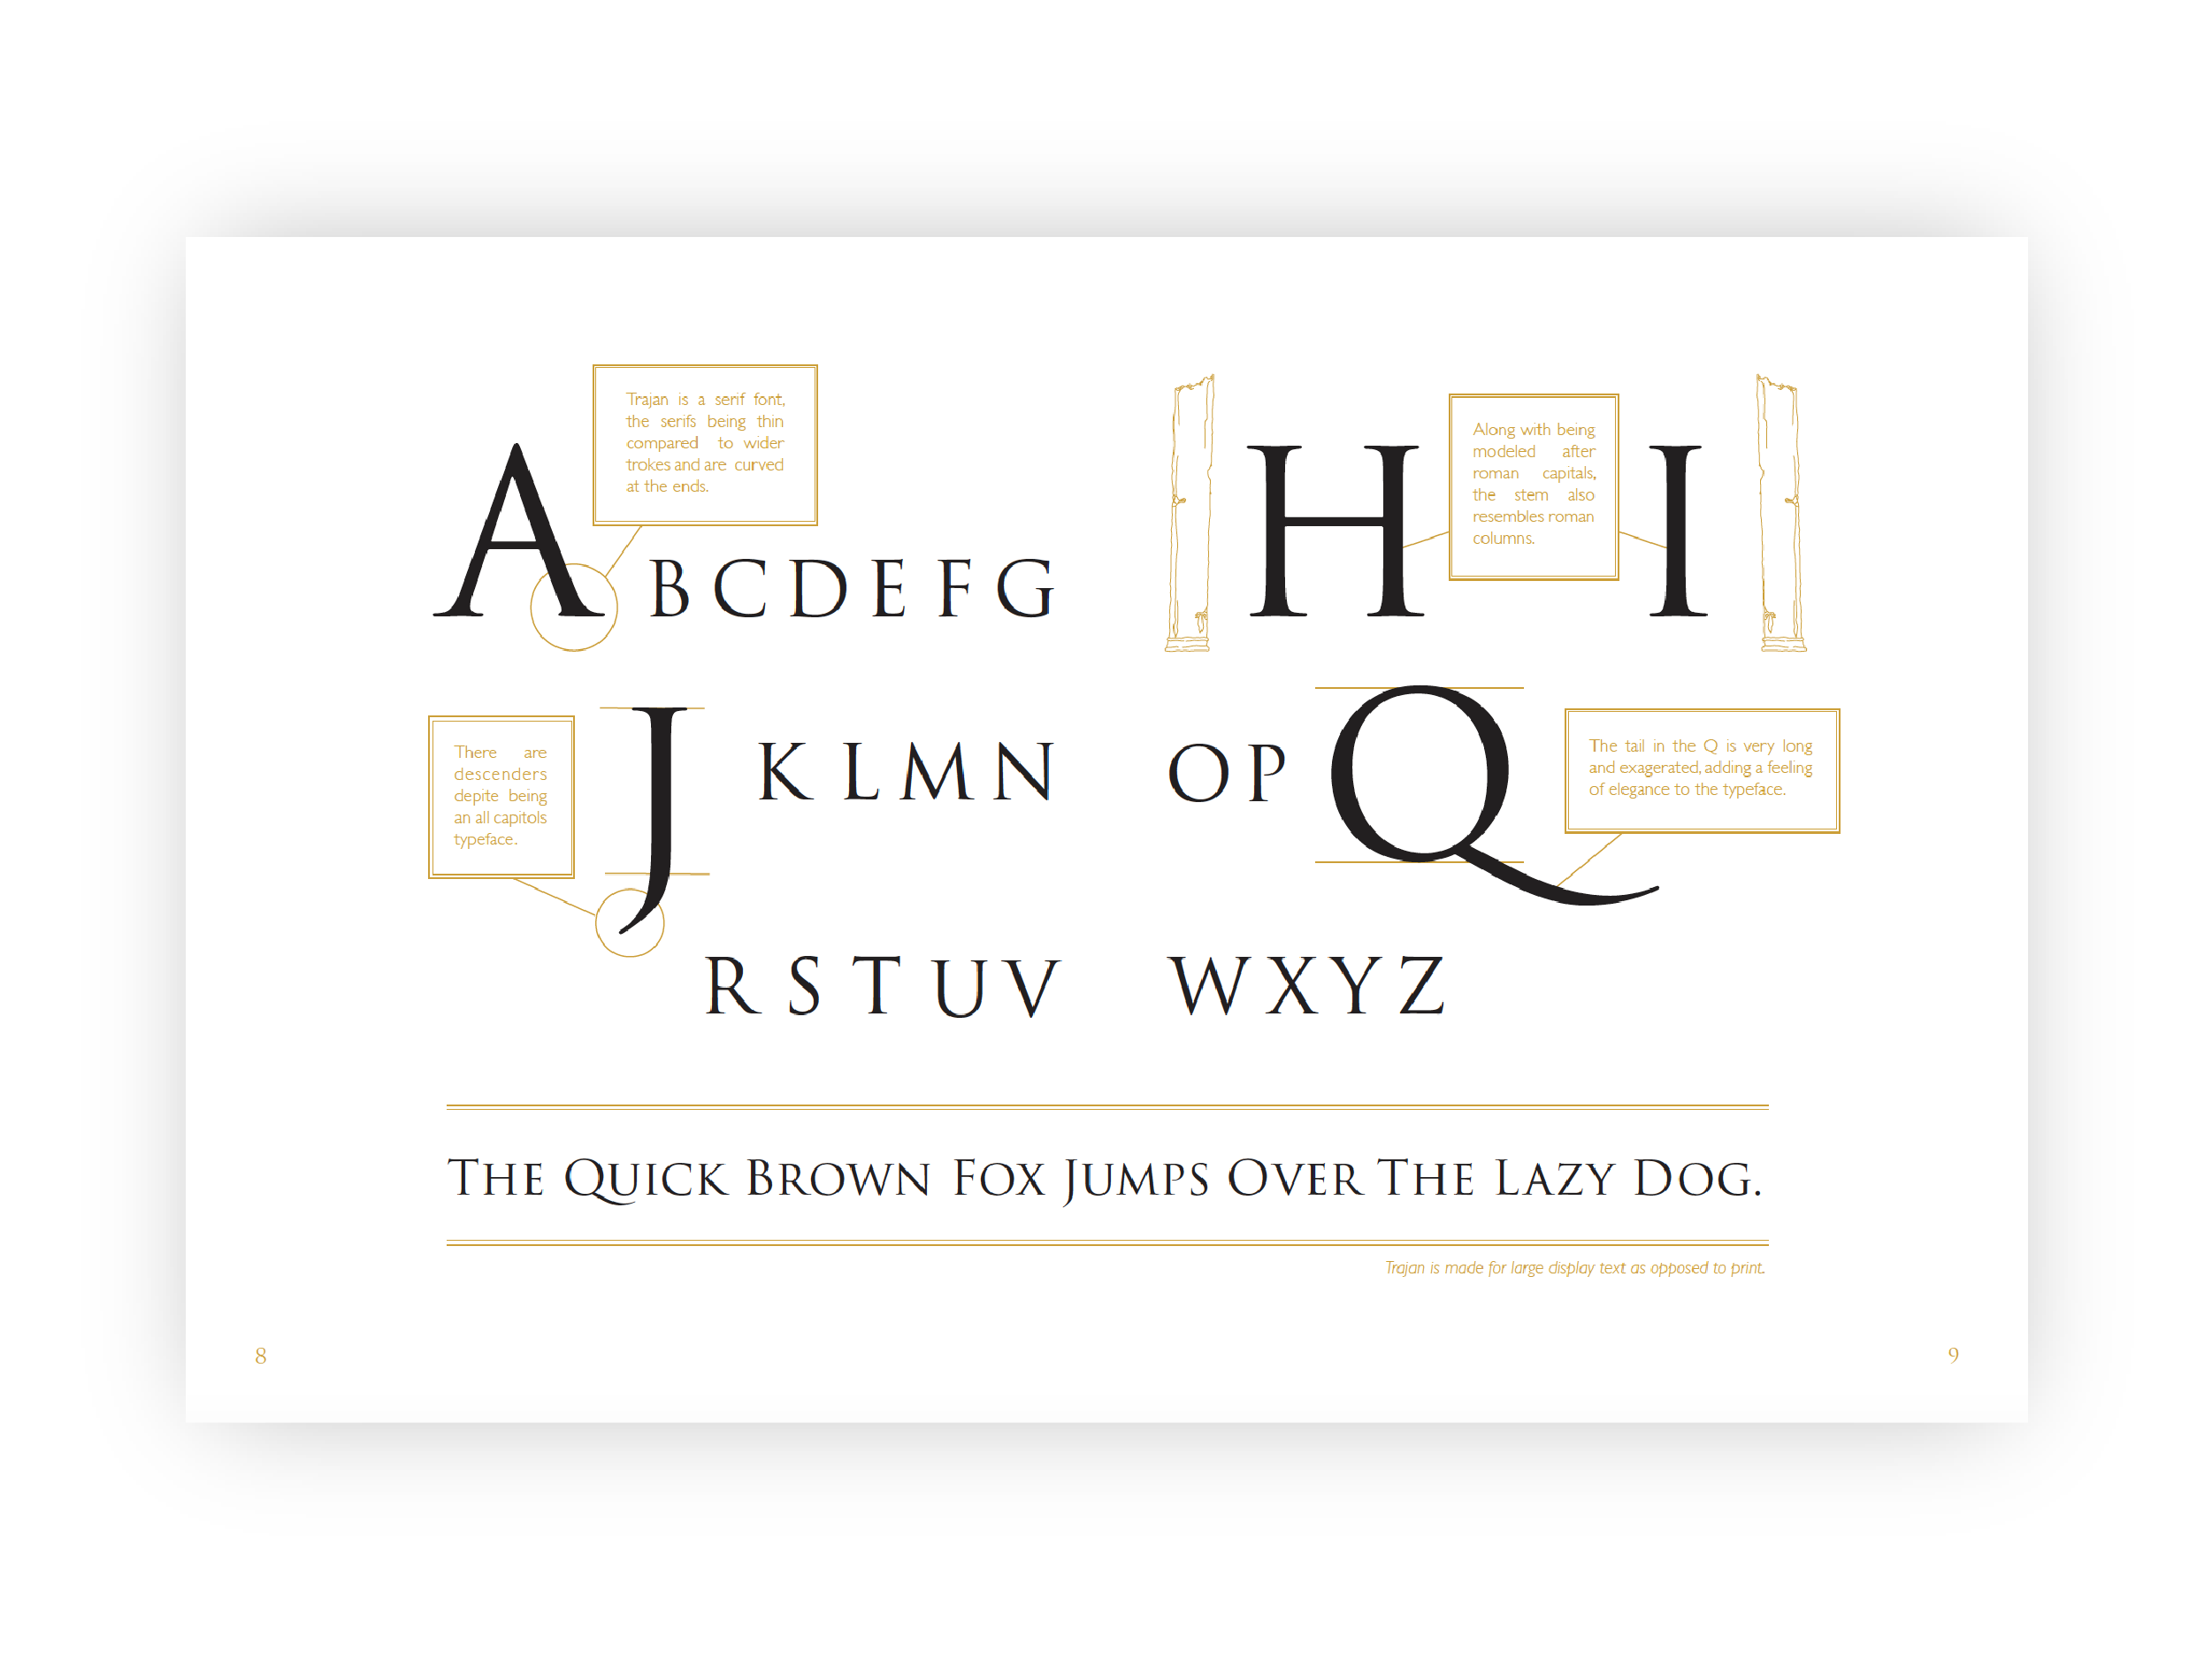 Trajan is a serif font,
the serifs being thin
compared to wider
trokes and are curved
at the ends.
A B C D E F G
H I
Along with being
modeled after
roman capitals,
the stem also
resembles roman
columns.
There are
descenders
depite being
an all capitols
typeface.
J K L M N
O P Q
The tail in the Q is very long
and exagerated, adding a feeling
of elegance to the typeface.
R S T U V
W X Y Z
THE QUICK BROWN FOX JUMPS OVER THE LAZY DOG.
Trajan is made for large display text as opposed to print.
8
9